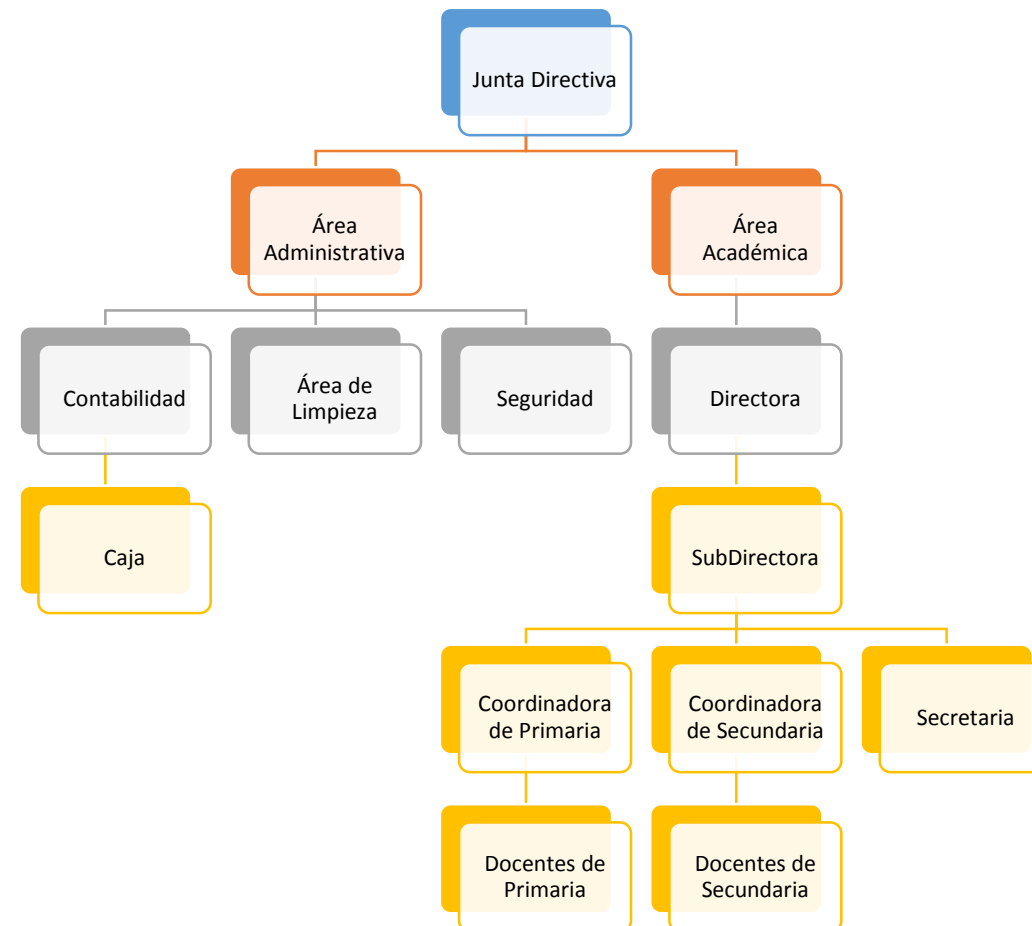 Junta Directiva
Área
Administrativa
Área
Académica
Contabilidad
Área de
Limpieza
Seguridad
Directora
Caja
SubDirectora
Coordinadora
de Primaria
Coordinadora
de Secundaria
Secretaria
Docentes de
Primaria
Docentes de
Secundaria